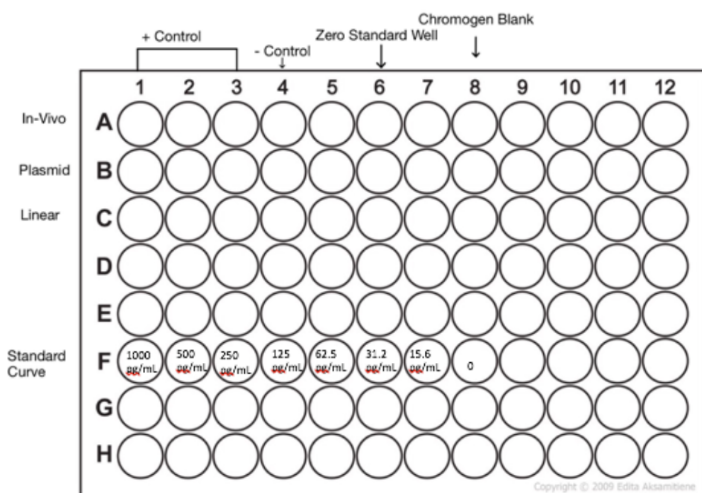 Chromogen Blank
+ Control
Zero Standard Well
- Control
1 2 3 4 5 6 7 8 9 10 11 12
In-Vivo A
Plasmid B
Linear C
D
E
Standard Curve F
1000 pg/mL 500 pg/mL 250 pg/mL 125 pg/mL 62.5 pg/mL 31.2 pg/mL 15.6 pg/mL 0
G
H
Copyright © 2009 Edita Aksamitiene